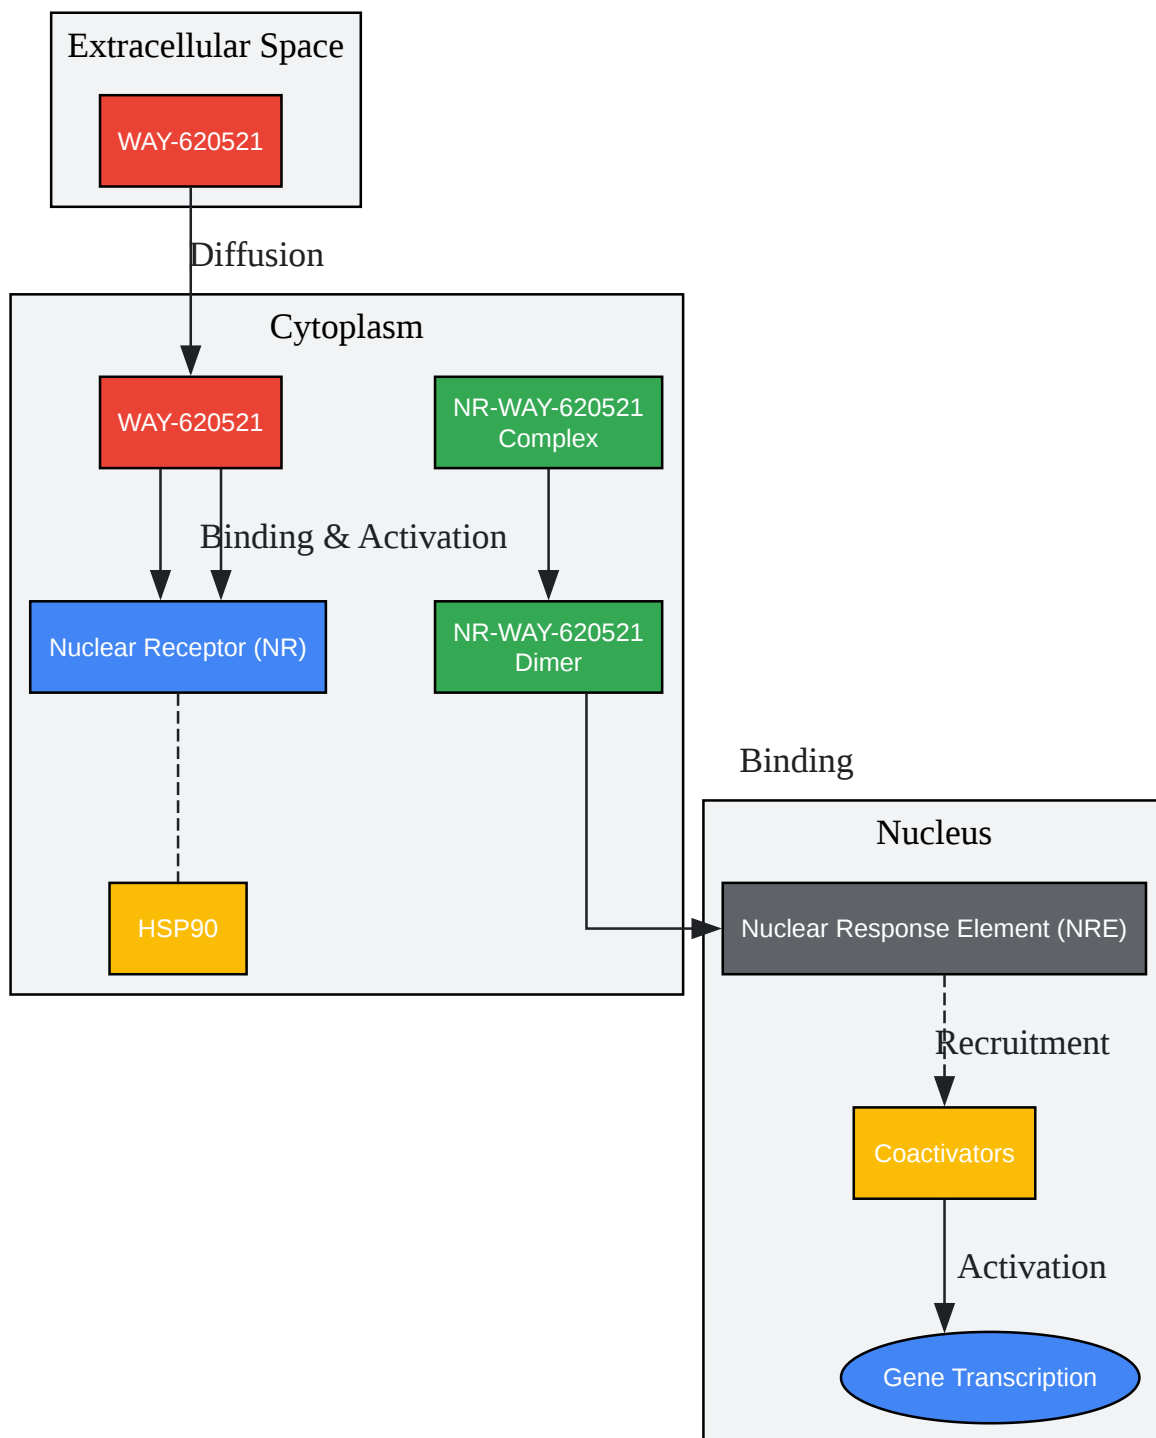 Extracellular Space
WAY-620521
Diffusion
Cytoplasm
WAY-620521
NR-WAY-620521
Complex
Binding & Activation
Nuclear Receptor (NR)
NR-WAY-620521
Dimer
Binding
Nucleus
HSP90
Nuclear Response Element (NRE)
Recruitment
Coactivators
Activation
Gene Transcription